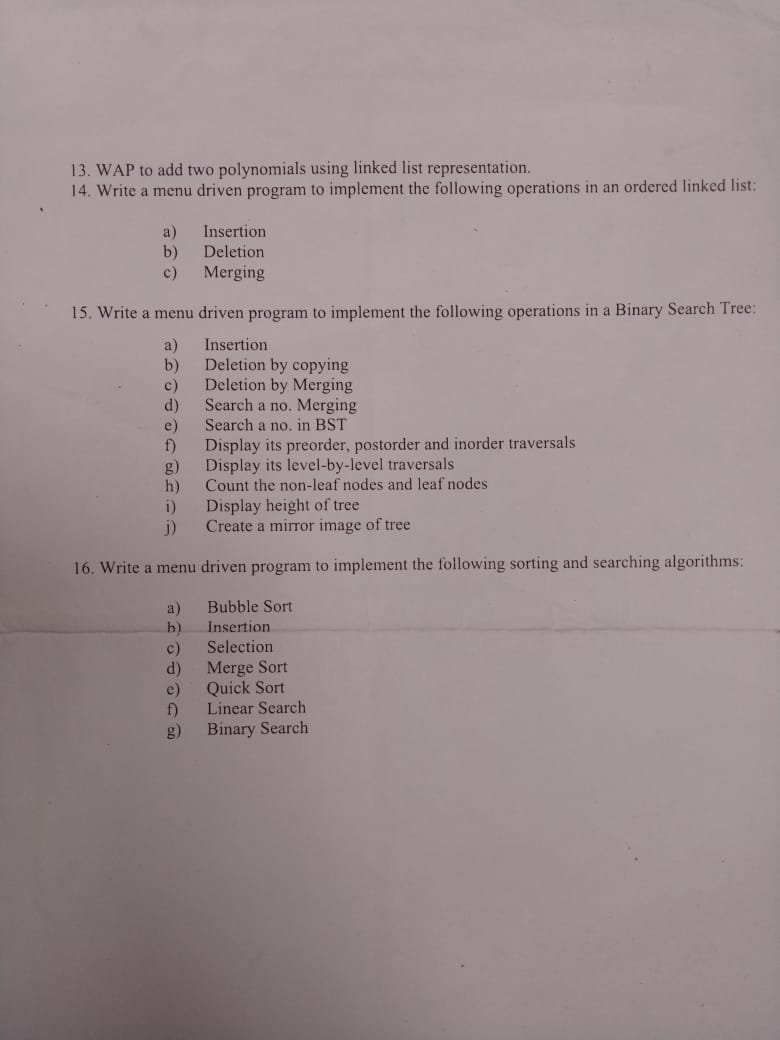 13. WAP to add two polynomials using linked list representation.
14. Write a menu driven program to implement the following operations in an ordered linked list:
a) Insertion
b) Deletion
c) Merging
15. Write a menu driven program to implement the following operations in a Binary Search Tree:
a) Insertion
b) Deletion by copying
c) Deletion by Merging
d) Search a no. Merging
e) Search a no. in BST
f) Display its preorder, postorder and inorder traversals
g) Display its level-by-level traversals
h) Count the non-leaf nodes and leaf nodes
i) Display height of tree
j) Create a mirror image of tree
16. Write a menu driven program to implement the following sorting and searching algorithms:
a) Bubble Sort
b) Insertion
c) Selection
d) Merge Sort
e) Quick Sort
f) Linear Search
g) Binary Search